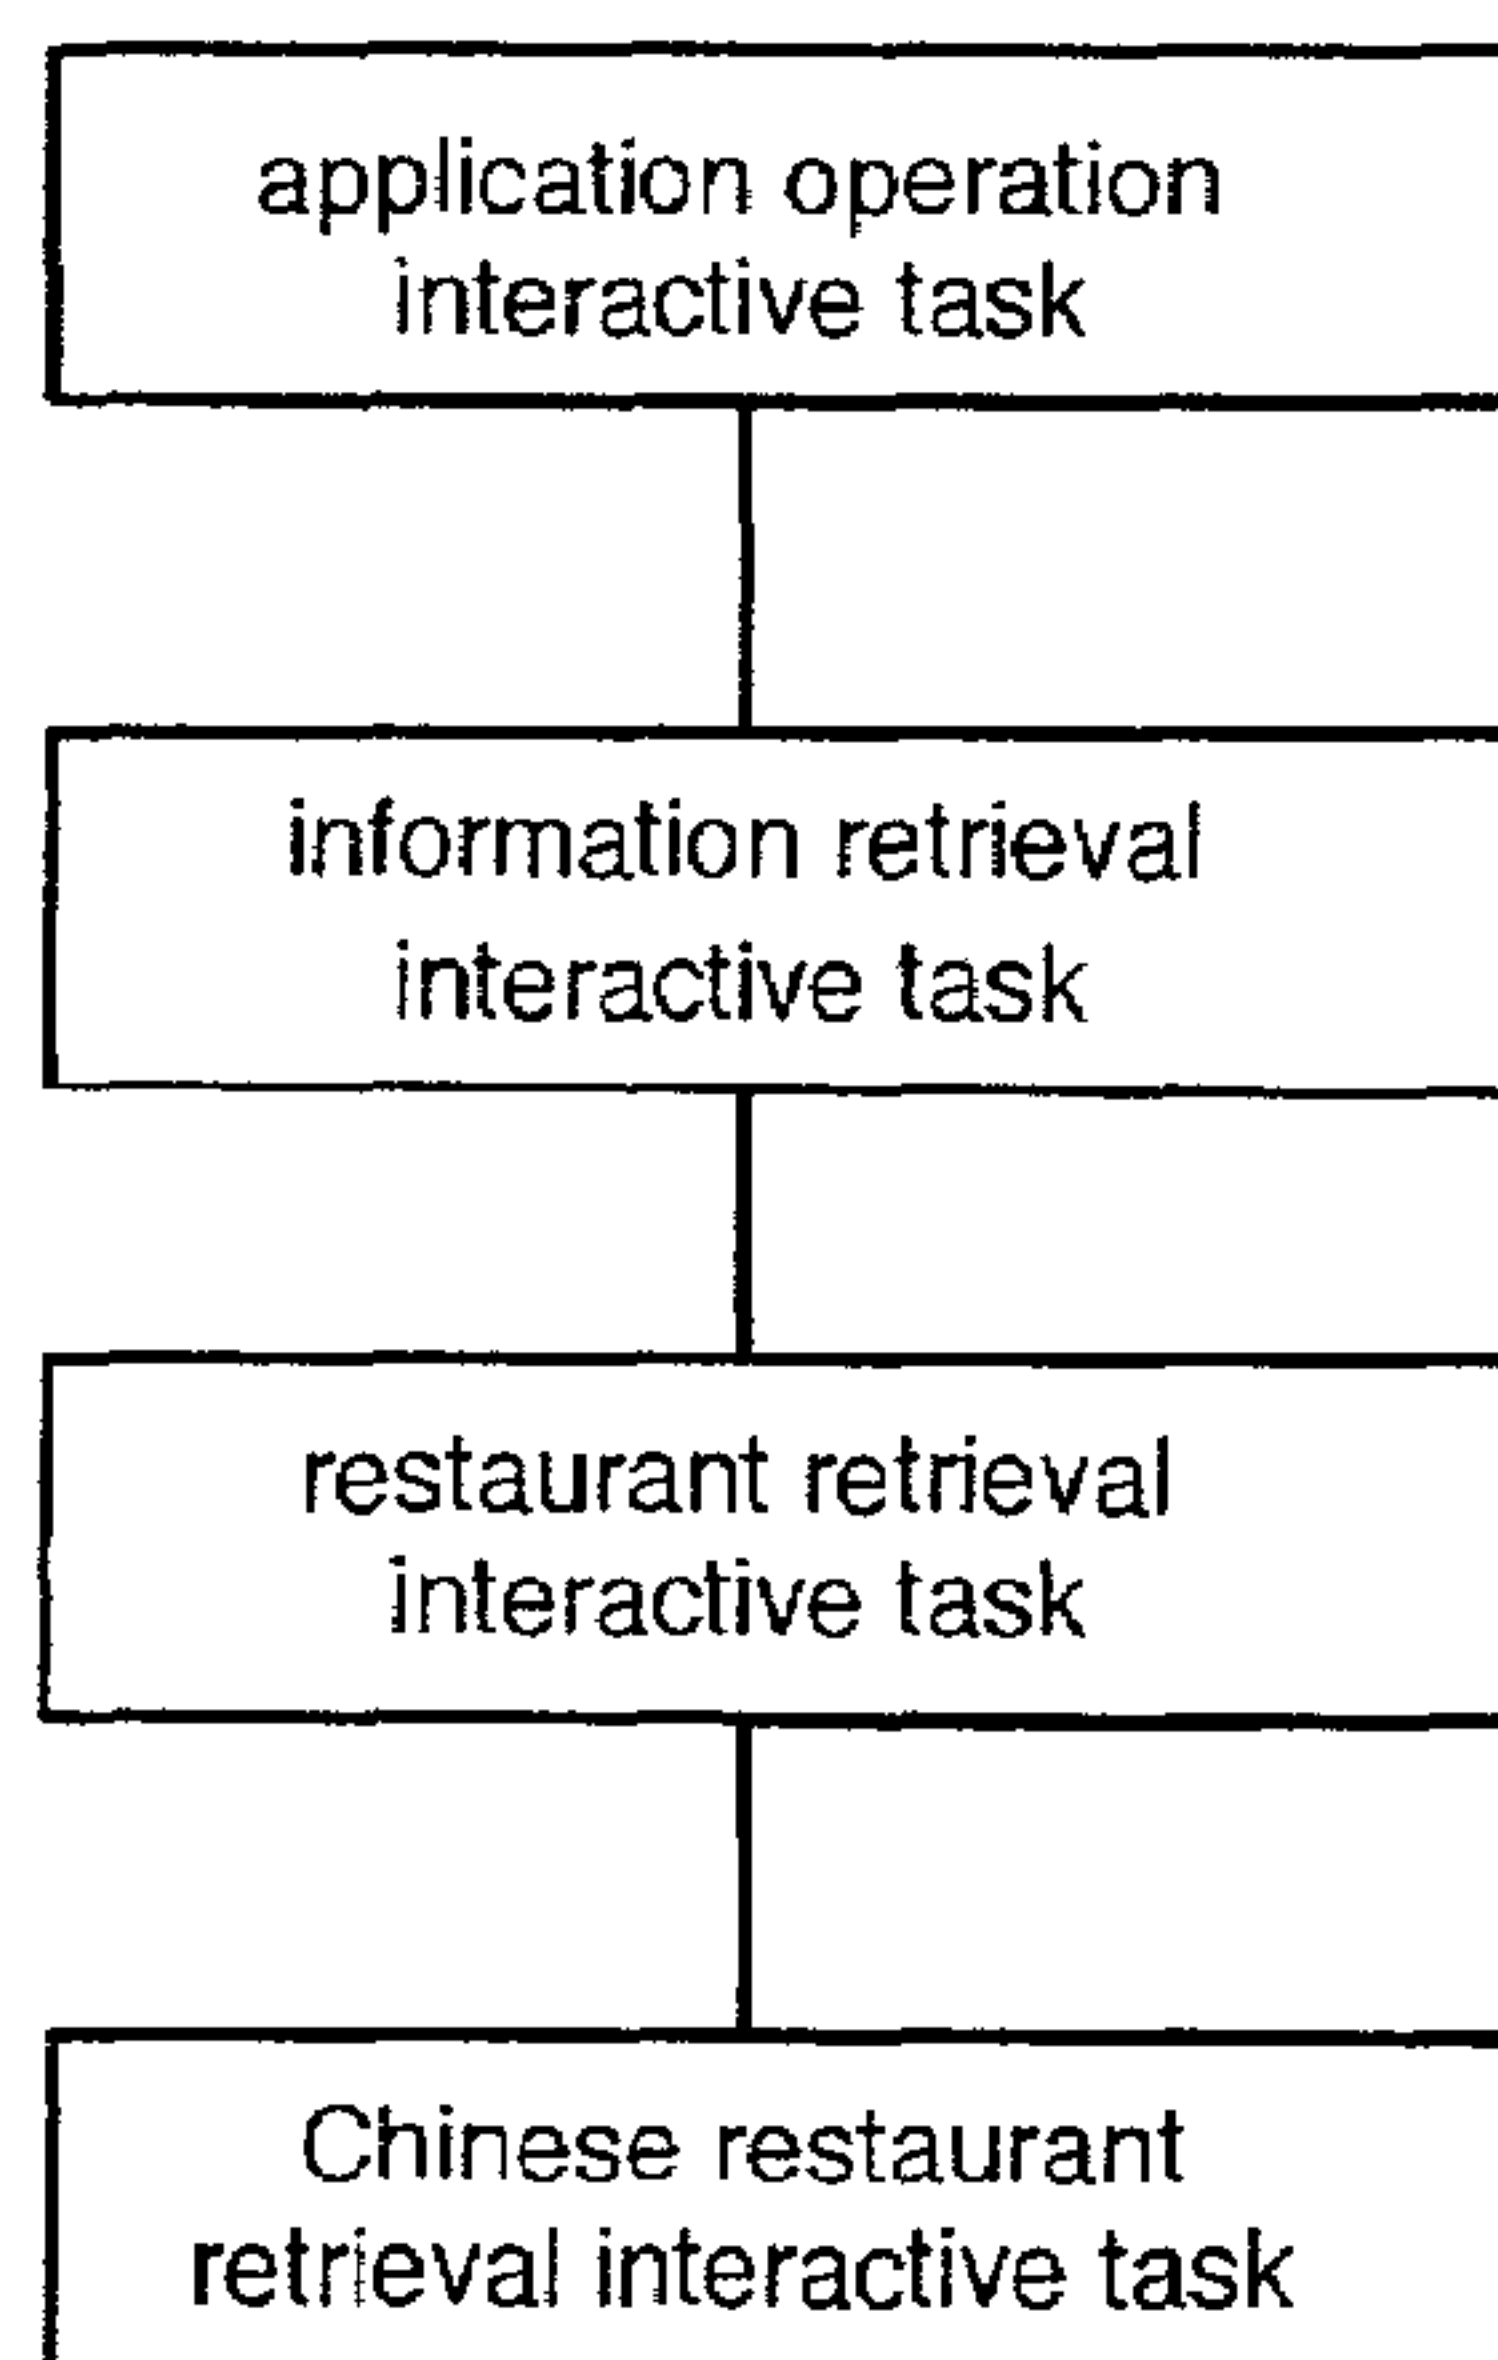 application operation
interactive task
information retrieval
interactive task
restaurant retrieval
interactive task
Chinese restaurant
retrieval interactive task